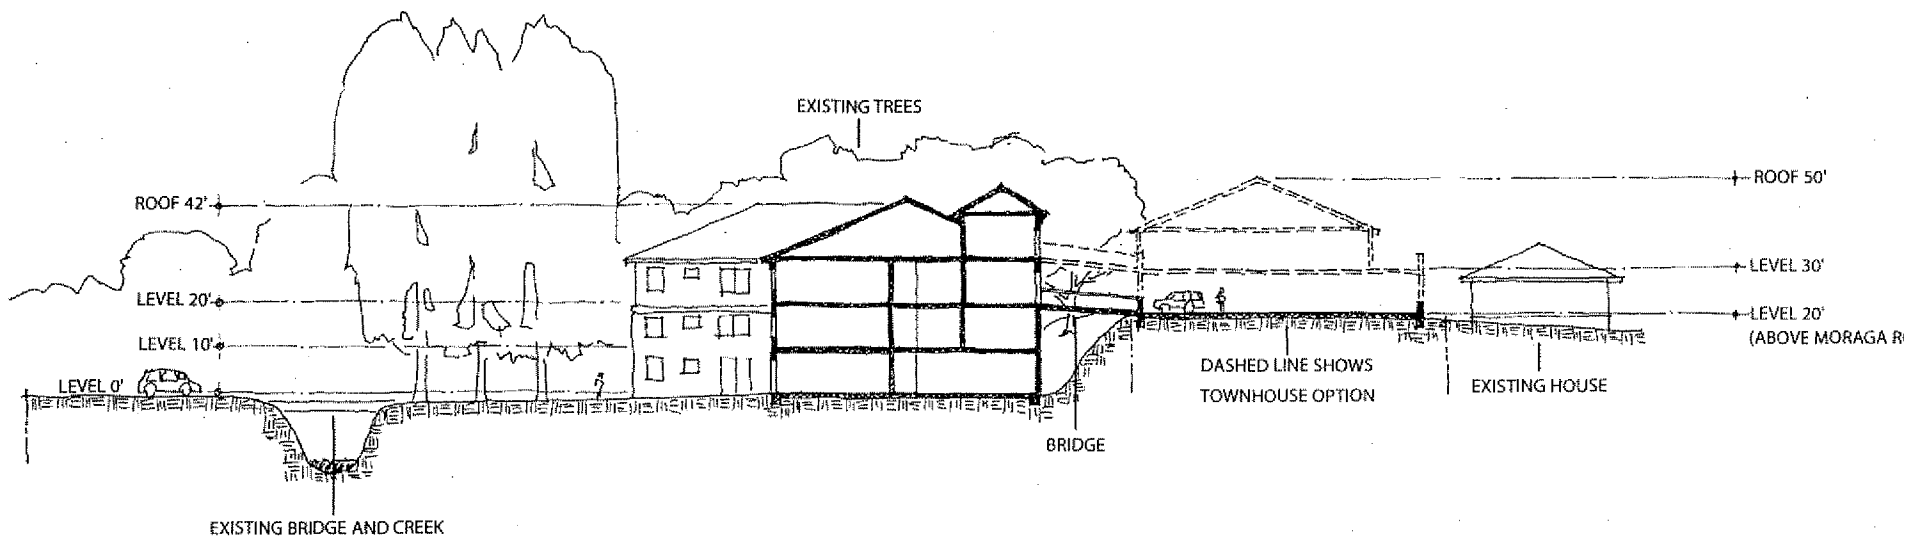 EXISTING TREES
ROOF 42'
ROOF 50'
LEVEL 30'
LEVEL 20'
LEVEL 20'
(ABOVE MORAGA R
LEVEL 10'
LEVEL 0'
DASHED LINE SHOWS
TOWNHOUSE OPTION
EXISTING HOUSE
BRIDGE
EXISTING BRIDGE AND CREEK